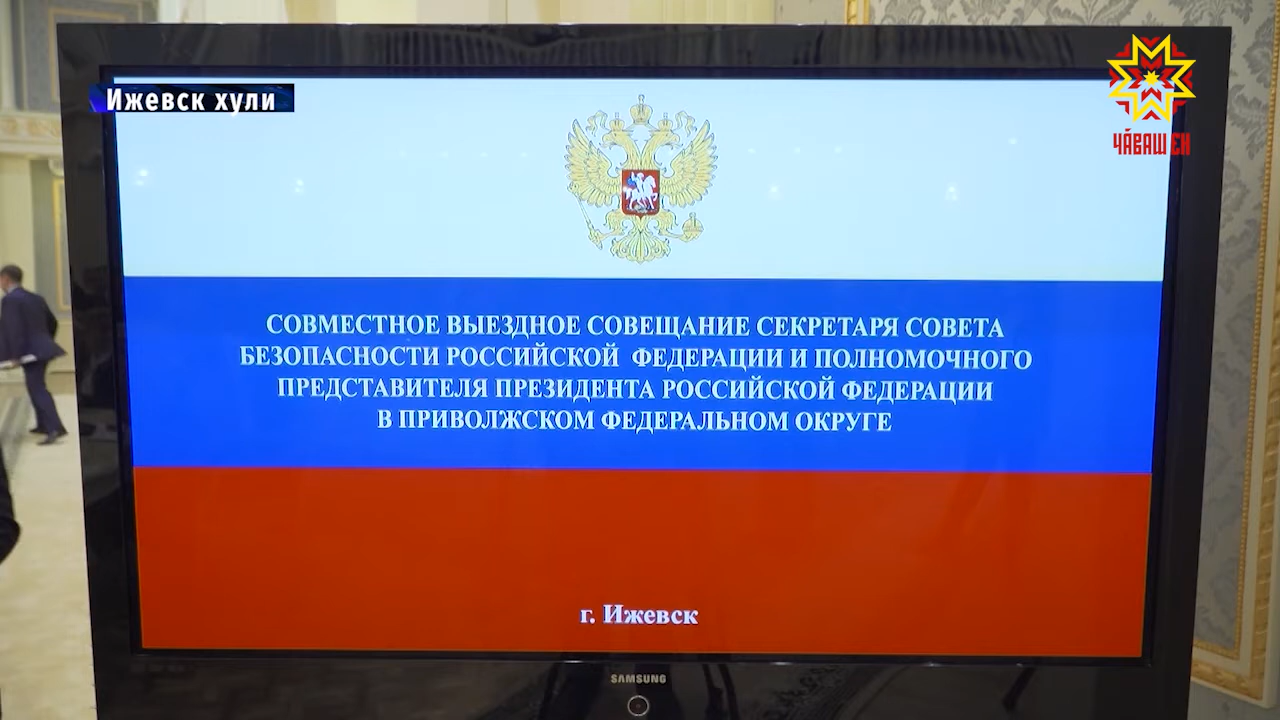 Ижевск хули
ЧӐВАШ ЕН
СОВМЕСТНОЕ ВЫЕЗДНОЕ СОВЕЩАНИЕ СЕКРЕТАРЯ СОВЕТА
БЕЗОПАСНОСТИ РОССИЙСКОЙ ФЕДЕРАЦИИ И ПОЛНОМОЧНОГО
ПРЕДСТАВИТЕЛЯ ПРЕЗИДЕНТА РОССИЙСКОЙ ФЕДЕРАЦИИ
В ПРИВОЛЖСКОМ ФЕДЕРАЛЬНОМ ОКРУГЕ
г. Ижевск
SAMSUNG